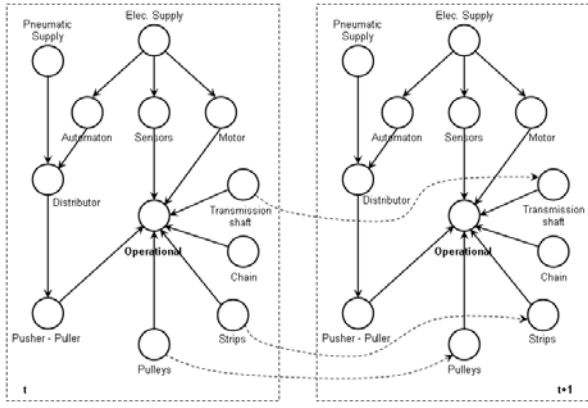 Elec. Supply
Pneumatic
Supply
Automaton
Sensors
Motor
Distributor
Transmission
shaft
Operational
Chain
Pusher - Puller
Strips
Pulleys
t
Elec. Supply
Pneumatic
Supply
Automaton
Sensors
Motor
Distributor
Transmission
shaft
Operational
Chain
Pusher - Puller
Strips
Pulleys
t+1